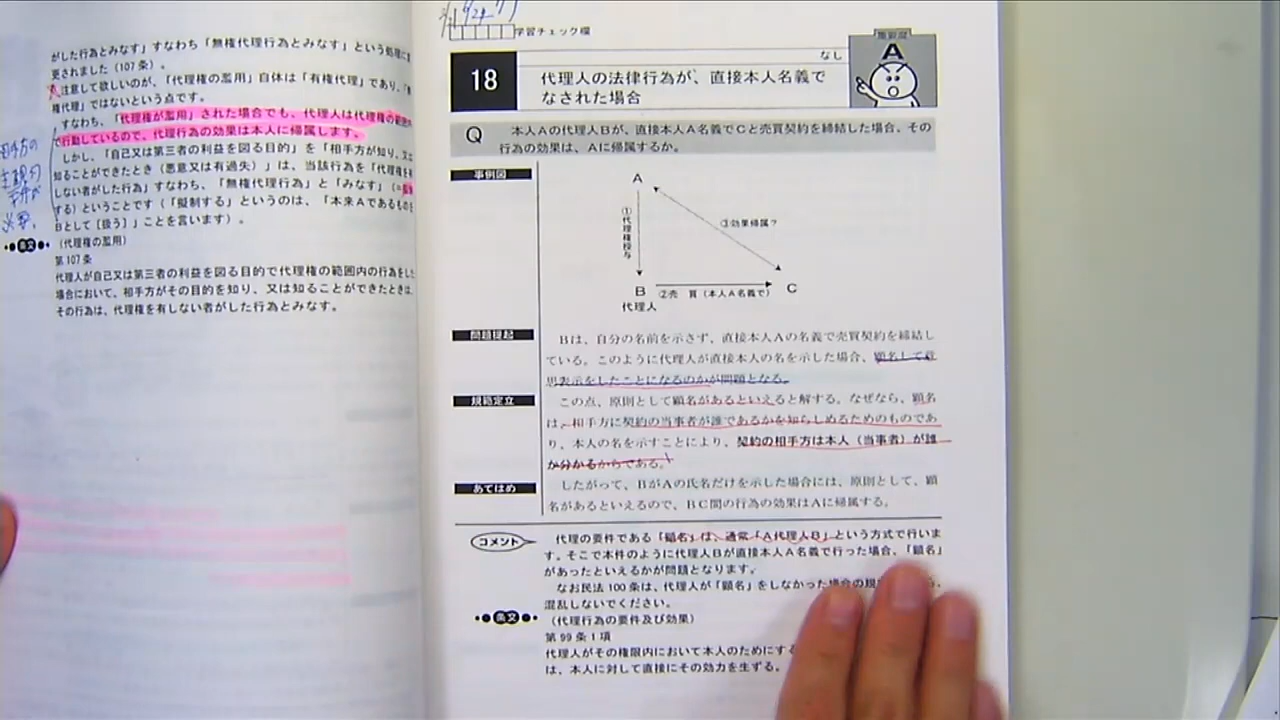 がした行為とみなす」すなわち「無権代理行為とみなす」という処理に
更されました（107条）。
注意して欲しいのが、「代理権の濫用」自体は「有権代理」であり、「無
権代理」ではないという点です。
すなわち、「代理権が濫用」された場合でも、代理人は代理権の範囲内
で行動しているので、代理行為の効果は本人に帰属します。
しかし、「自己又は第三者の利益を図る目的」を「相手方が知り、又は
知ることができたとき（悪意又は有過失）」は、当該行為を「代理権を有
しない者がした行為」すなわち、「無権代理行為」と「みなす」（＝擬制
する）ということです（「擬制する」というのは、「本来Aであるものを
Bとして［扱う］」ことを言います）。
条文
（代理権の濫用）
第107条
代理人が自己又は第三者の利益を図る目的で代理権の範囲内の行為をした
場合において、相手方がその目的を知り、又は知ることができたときは、
その行為は、代理権を有しない者がした行為とみなす。
相手方の
学習チェック欄
なし
重要度
A
18
代理人の法律行為が、直接本人名義で
なされた場合
Q
本人Aの代理人Bが、直接本人A名義でCと売買契約を締結した場合、その
行為の効果は、Aに帰属するか。
事例図
A
①代理権授与
③効果帰属？
B
代理人
②売　買（本人A名義で）
C
問題提起
Bは、自分の名前を示さず、直接本人Aの名義で売買契約を締結し
ている。このように代理人が直接本人の名を示した場合、顕名して意
思表示をしたことになるのかが問題となる。
規範定立
この点、原則として顕名があるといえると解する。なぜなら、顕名
は、相手方に契約の当事者が誰であるかを知らしめるためのものであ
り、本人の名を示すことにより、契約の相手方は本人（当事者）が誰
か分かるからである。
あてはめ
したがって、BがAの氏名だけを示した場合には、原則として、顕
名があるといえるので、BC間の行為の効果はAに帰属する。
コメント
代理の要件である「顕名」は、通常「A代理人B」という方式で行いま
す。そこで本件のように代理人Bが直接本人A名義で行った場合、「顕名」
があったといえるかが問題となります。
なお民法100条は、代理人が「顕名」をしなかった場合の規
混乱しないでください。
条文
（代理行為の要件及び効果）
第99条1項
代理人がその権限内において本人のためにする
は、本人に対して直接にその効力を生ずる。